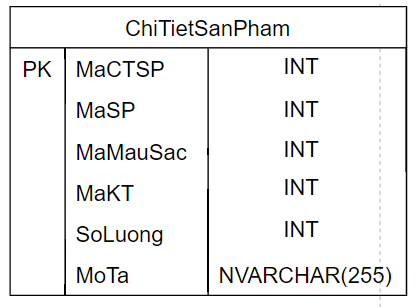 ChiTietSanPham
PK MaCTSP INT
MaSP INT
MaMauSac INT
MaKT INT
SoLuong INT
MoTa NVARCHAR(255)